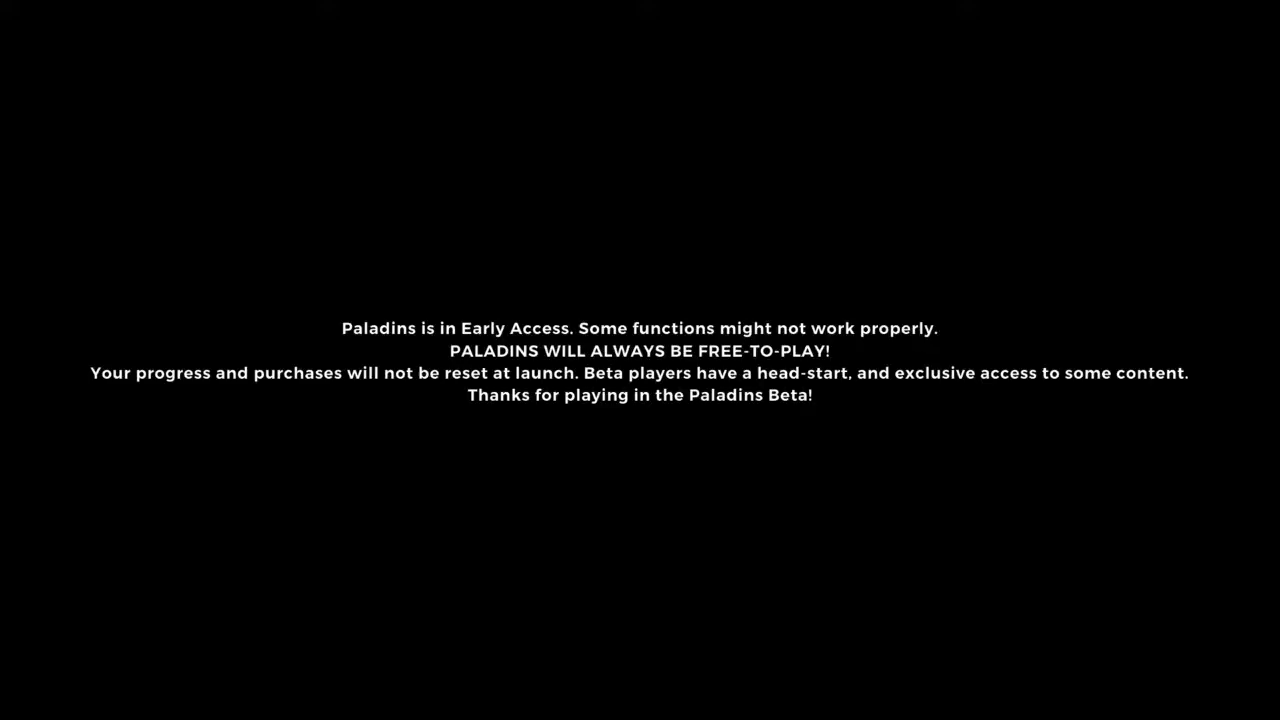 Paladins is in Early Access. Some functions might not work properly.
PALADINS WILL ALWAYS BE FREE-TO-PLAY!
Your progress and purchases will not be reset at launch. Beta players have a head-start, and exclusive access to some content.
Thanks for playing in the Paladins Beta!